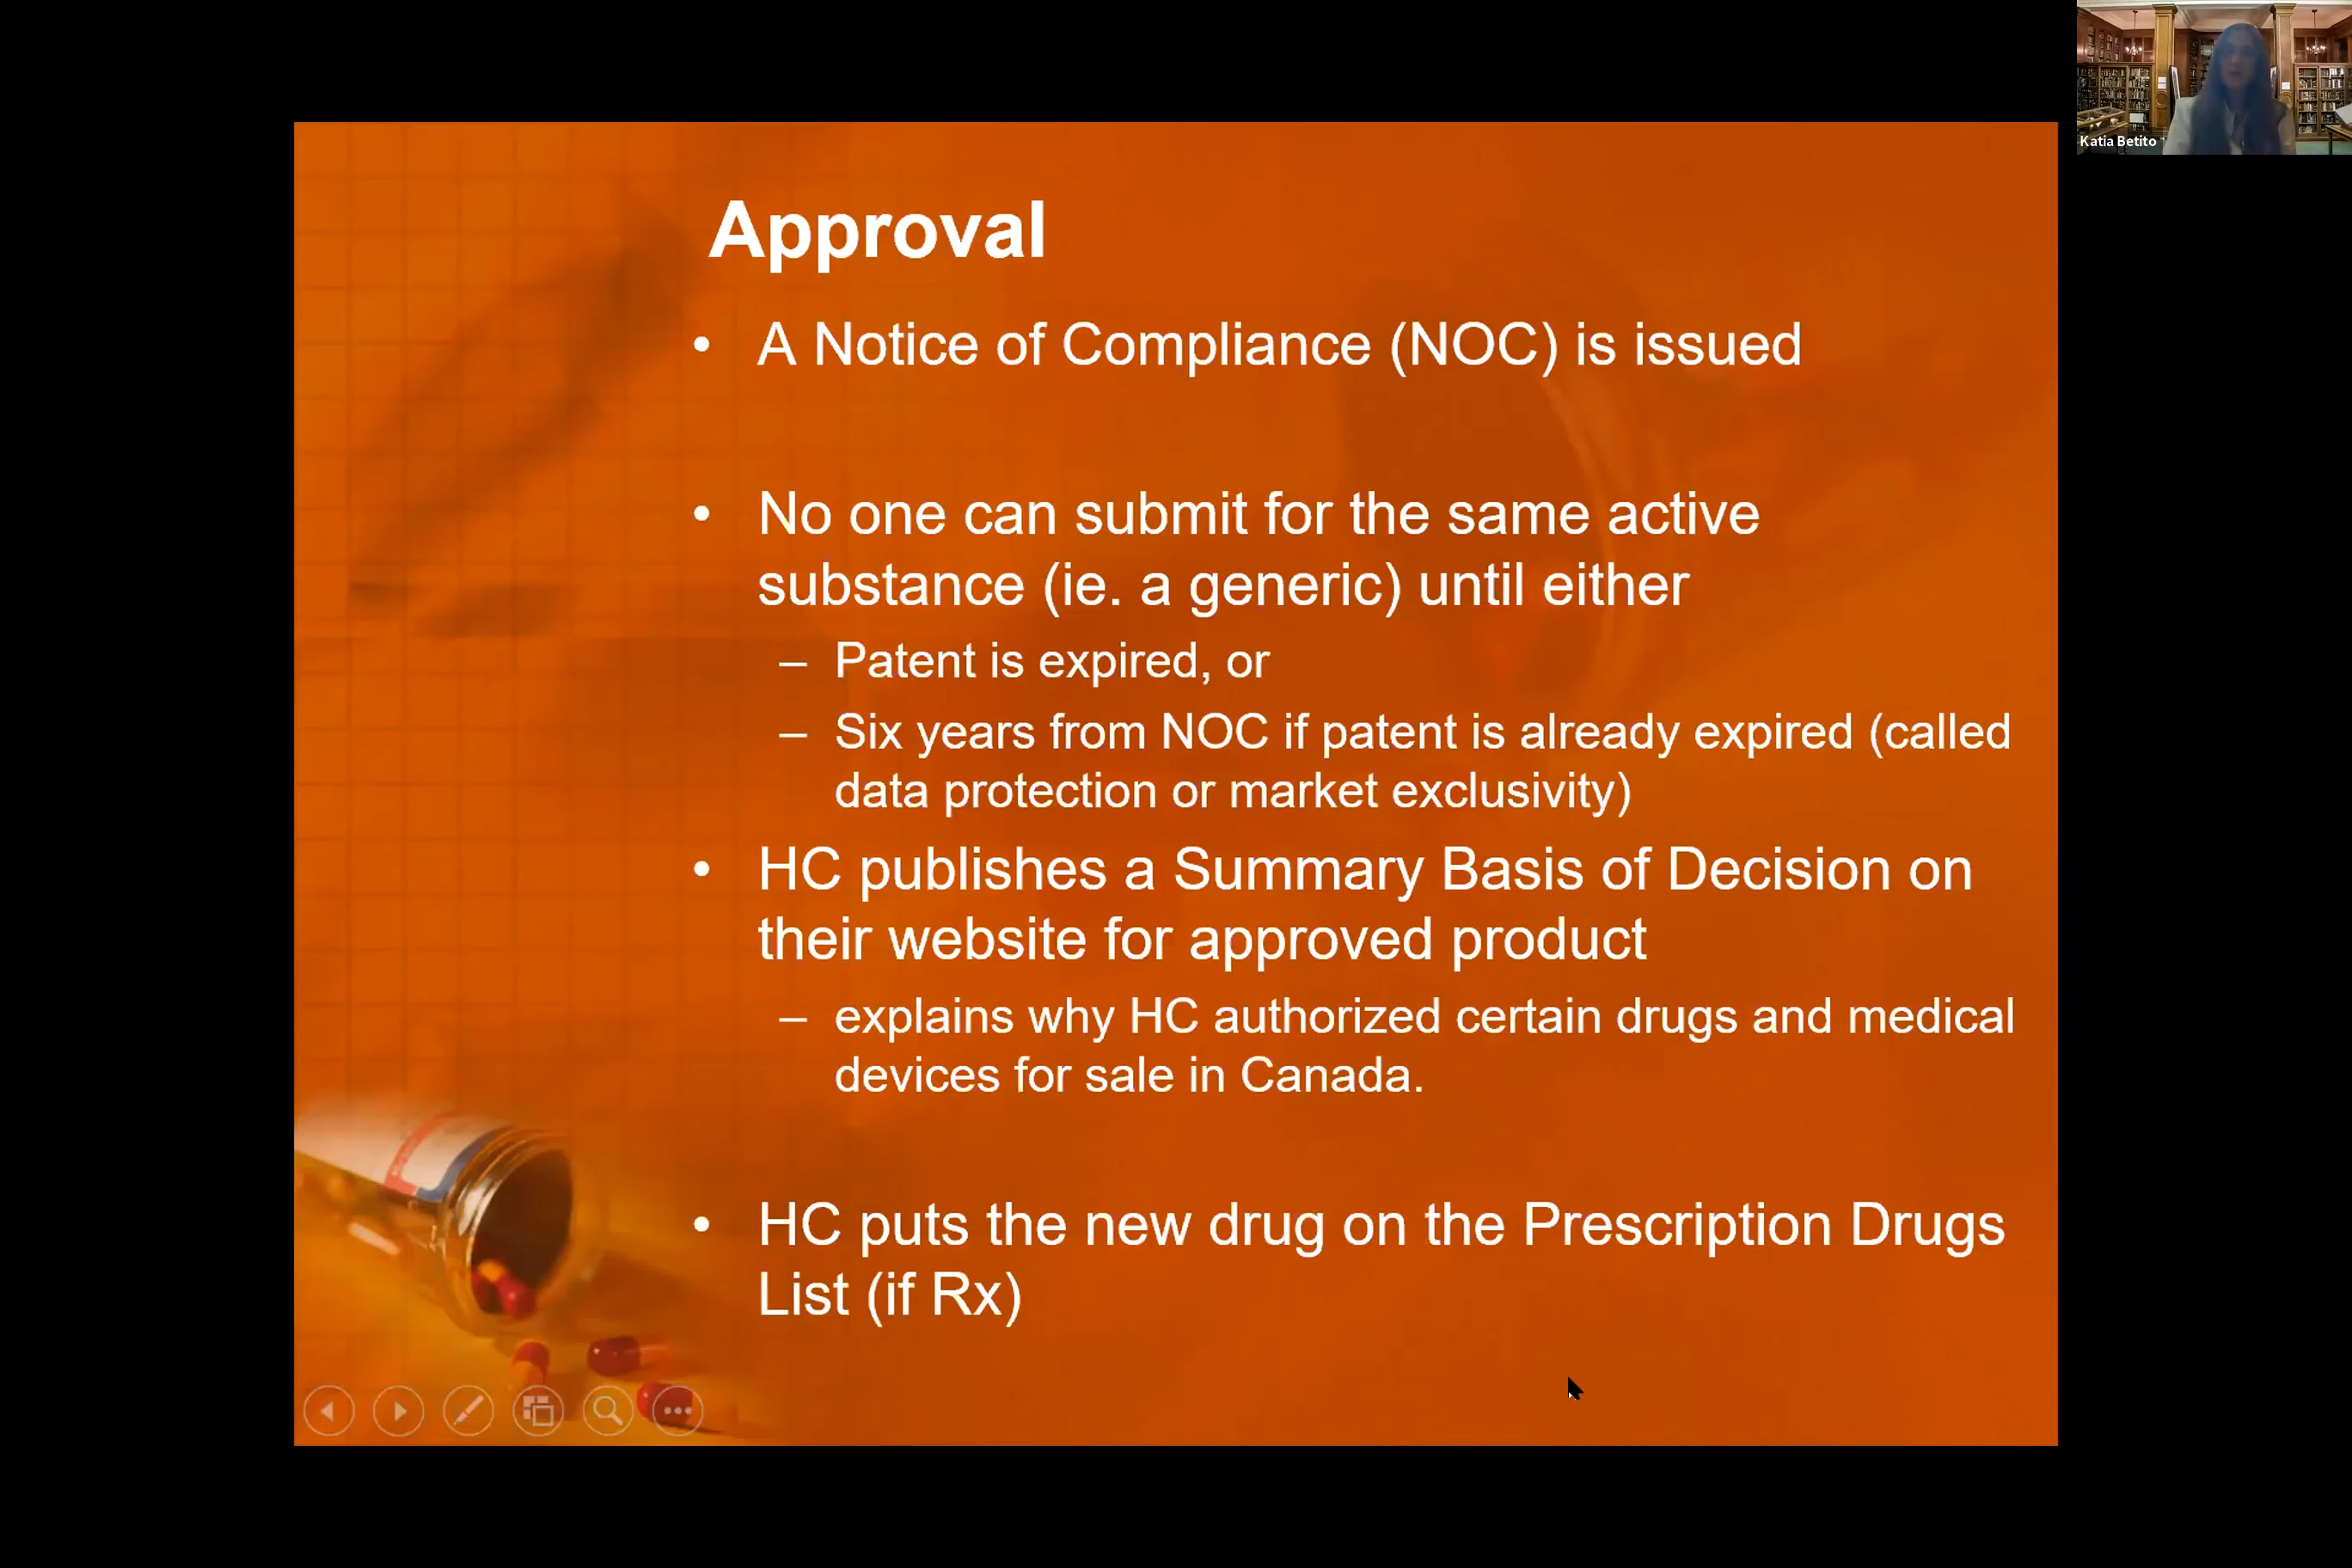 Katia Betito
Approval
• A Notice of Compliance (NOC) is issued
• No one can submit for the same active
substance (ie. a generic) until either
– Patent is expired, or
– Six years from NOC if patent is already expired (called
data protection or market exclusivity)
• HC publishes a Summary Basis of Decision on
their website for approved product
– explains why HC authorized certain drugs and medical
devices for sale in Canada.
• HC puts the new drug on the Prescription Drugs
List (if Rx)